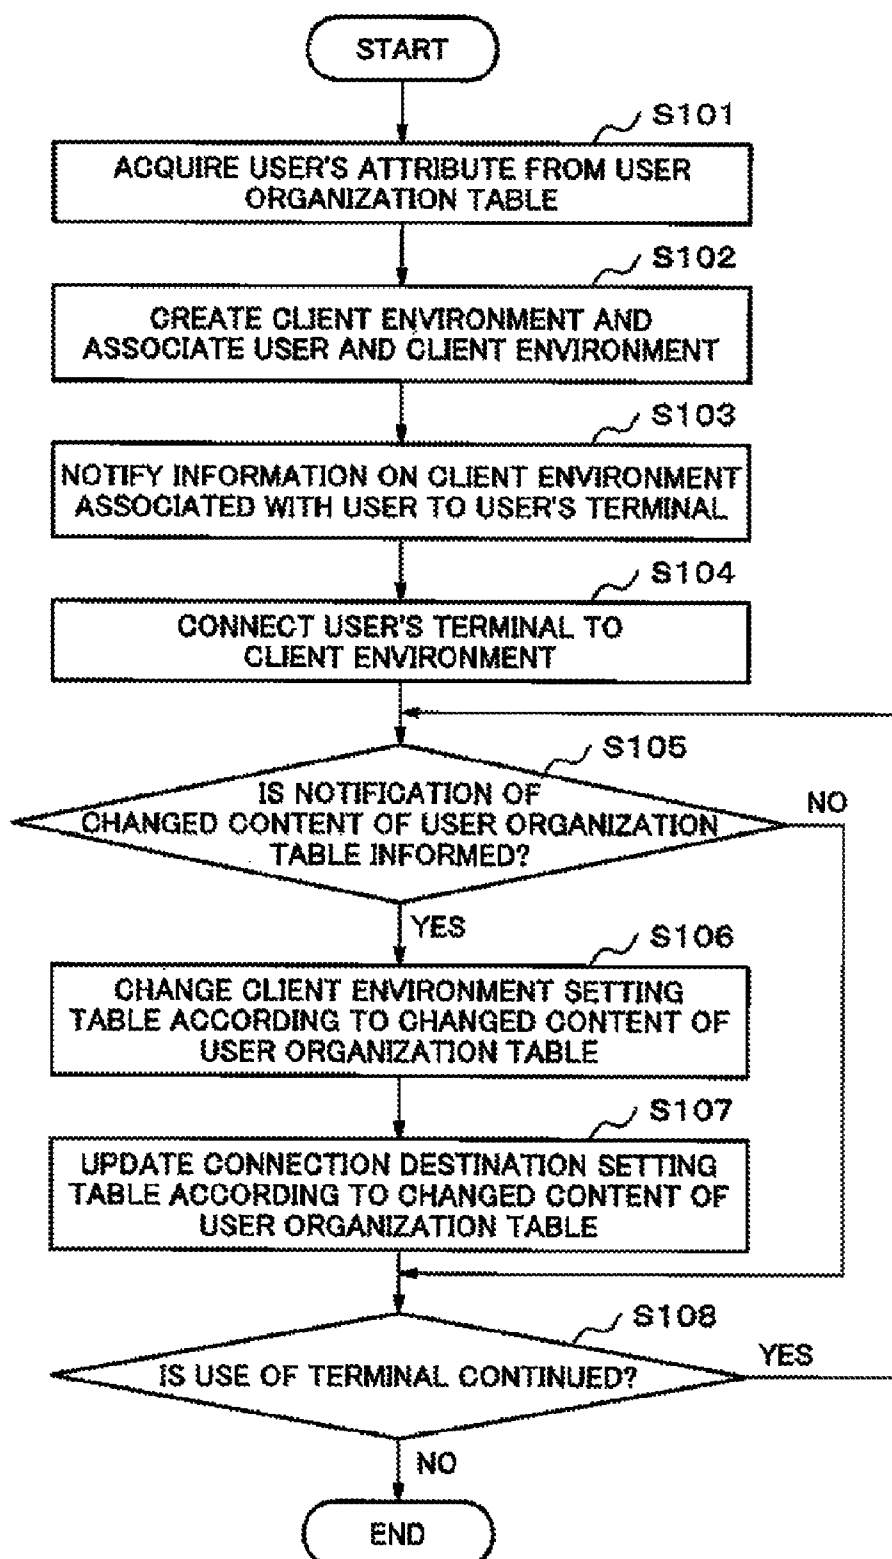 START
S101
ACQUIRE USER'S ATTRIBUTE FROM USER
ORGANIZATION TABLE
S102
CREATE CLIENT ENVIRONMENT AND
ASSOCIATE USER AND CLIENT ENVIRONMENT
S103
NOTIFY INFORMATION ON CLIENT ENVIRONMENT
ASSOCIATED WITH USER TO USER'S TERMINAL
S104
CONNECT USER'S TERMINAL TO
CLIENT ENVIRONMENT
S105
IS NOTIFICATION OF
CHANGED CONTENT OF USER ORGANIZATION
TABLE INFORMED?
NO
YES
S106
CHANGE CLIENT ENVIRONMENT SETTING
TABLE ACCORDING TO CHANGED CONTENT OF
USER ORGANIZATION TABLE
S107
UPDATE CONNECTION DESTINATION SETTING
TABLE ACCORDING TO CHANGED CONTENT OF
USER ORGANIZATION TABLE
S108
IS USE OF TERMINAL CONTINUED?
YES
NO
END